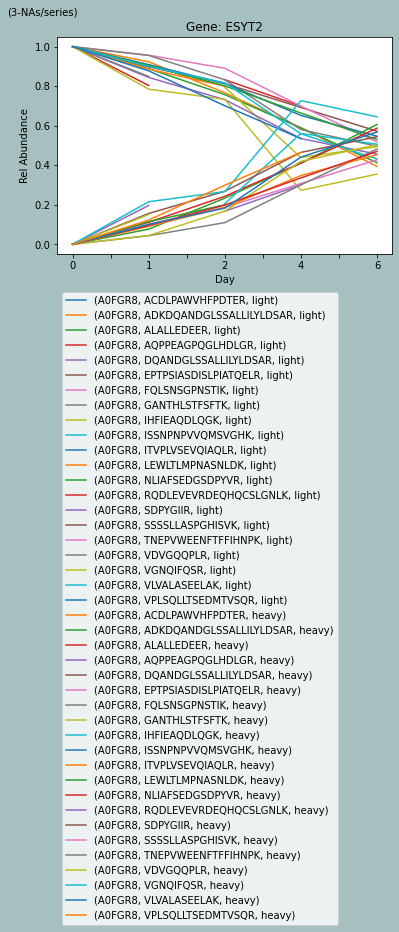 (3-NAs/series)
Gene: ESYT2
Rel Abundance
1.0
0.8
0.6
0.4
0.2
0.0
0 1 2 4 6
Day
(A0FGR8, ACDLPAWVHFPDTER, light)
(A0FGR8, ADKDQANDGLSSALLILYLDSAR, light)
(A0FGR8, ALALLEDEER, light)
(A0FGR8, AQPPEAGPQGLHDLGR, light)
(A0FGR8, DQANDGLSSALLILYLDSAR, light)
(A0FGR8, EPTPSIASDISLPIATQELR, light)
(A0FGR8, FQLSNSGPNSTIK, light)
(A0FGR8, GANTHLSTFSFTK, light)
(A0FGR8, IHFIEAQDLQGK, light)
(A0FGR8, ISSNPNPVVQMSVGHK, light)
(A0FGR8, ITVPLVSEVQIAQLR, light)
(A0FGR8, LEWLTLMPNASNLDK, light)
(A0FGR8, NLIAFSEDGSDPYVR, light)
(A0FGR8, RQDLEVEVRDEQHQCSLGNLK, light)
(A0FGR8, SDPYGIIR, light)
(A0FGR8, SSSSLLASPGHISVK, light)
(A0FGR8, TNEPVWEENFTFFIHNPK, light)
(A0FGR8, VDVGQQPLR, light)
(A0FGR8, VGNQIFQSR, light)
(A0FGR8, VLVALASEELAK, light)
(A0FGR8, VPLSQLLTSEDMTVSQR, light)
(A0FGR8, ACDLPAWVHFPDTER, heavy)
(A0FGR8, ADKDQANDGLSSALLILYLDSAR, heavy)
(A0FGR8, ALALLEDEER, heavy)
(A0FGR8, AQPPEAGPQGLHDLGR, heavy)
(A0FGR8, DQANDGLSSALLILYLDSAR, heavy)
(A0FGR8, EPTPSIASDISLPIATQELR, heavy)
(A0FGR8, FQLSNSGPNSTIK, heavy)
(A0FGR8, GANTHLSTFSFTK, heavy)
(A0FGR8, IHFIEAQDLQGK, heavy)
(A0FGR8, ISSNPNPVVQMSVGHK, heavy)
(A0FGR8, ITVPLVSEVQIAQLR, heavy)
(A0FGR8, LEWLTLMPNASNLDK, heavy)
(A0FGR8, NLIAFSEDGSDPYVR, heavy)
(A0FGR8, RQDLEVEVRDEQHQCSLGNLK, heavy)
(A0FGR8, SDPYGIIR, heavy)
(A0FGR8, SSSSLLASPGHISVK, heavy)
(A0FGR8, TNEPVWEENFTFFIHNPK, heavy)
(A0FGR8, VDVGQQPLR, heavy)
(A0FGR8, VGNQIFQSR, heavy)
(A0FGR8, VLVALASEELAK, heavy)
(A0FGR8, VPLSQLLTSEDMTVSQR, heavy)